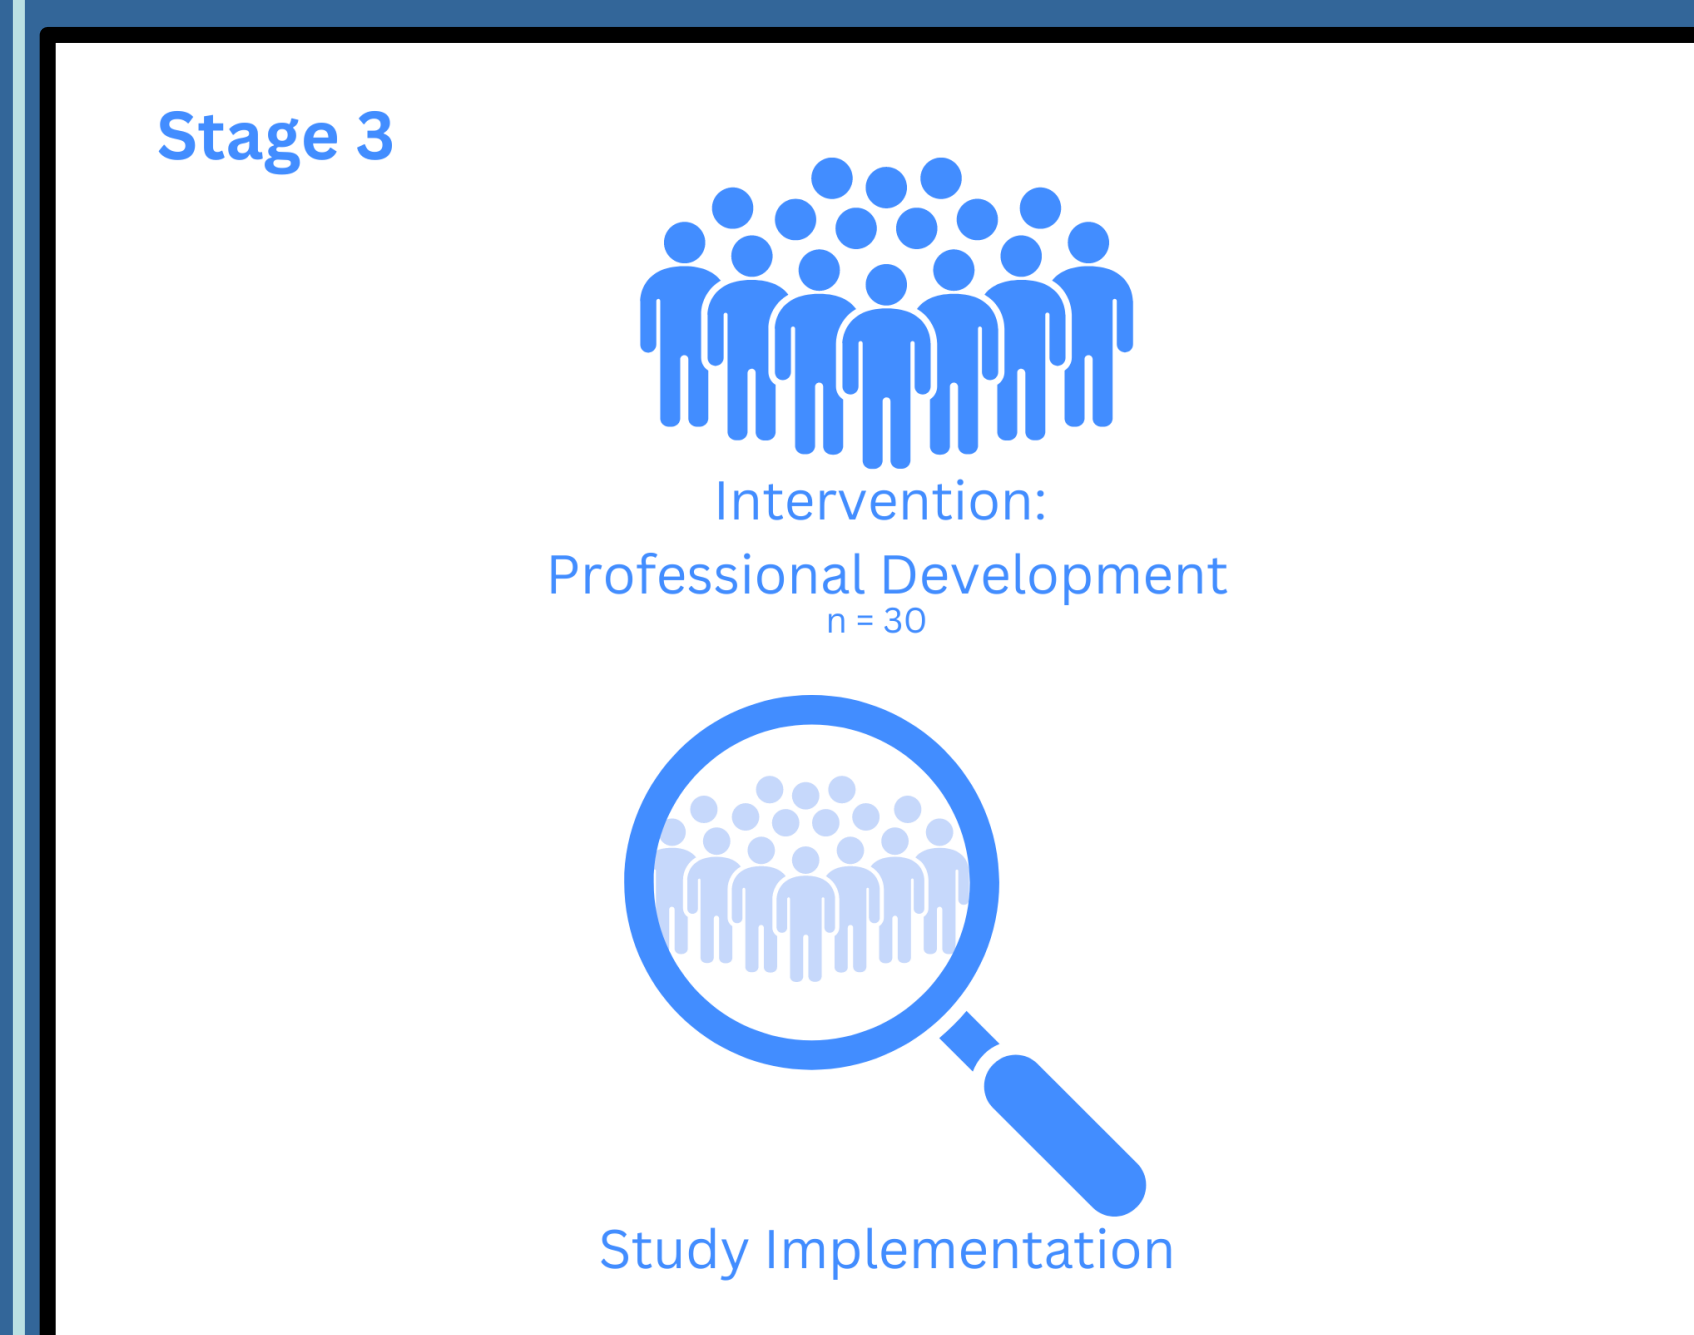 Stage 3
Intervention:
Professional Development
n = 30
Study Implementation